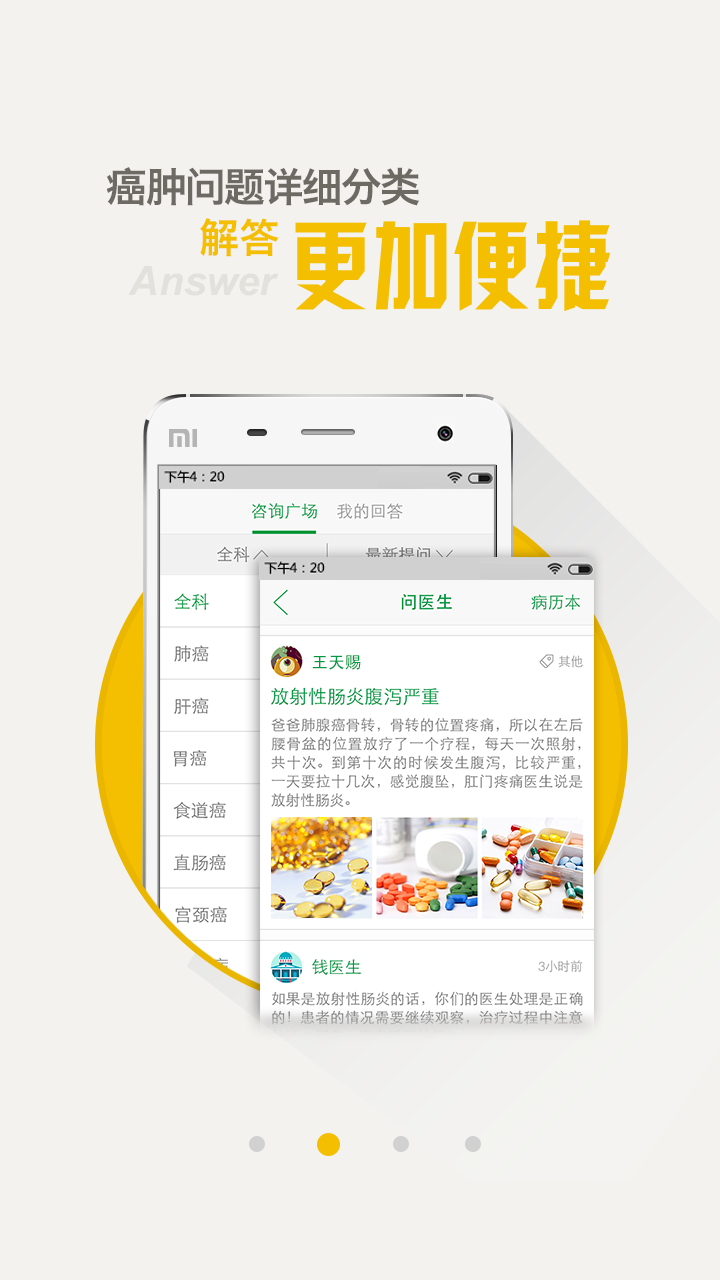 癌肿问题详细分类
解答
Answer
更加便捷
MI
下午4：20
咨询广场 我的回答
全科 最新提问
全科
肺癌
肝癌
胃癌
食道癌
直肠癌
宫颈癌
下午4：20
问医生 病历本
王天赐 其他
放射性肠炎腹泻严重
爸爸肺腺癌骨转，骨转的位置疼痛，所以在左后
腰骨盆的位置放疗了一个疗程，每天一次照射，
共十次。到第十次的时候发生腹泻，比较严重，
一天要拉十几次，感觉腹坠，肛门疼痛医生说是
放射性肠炎。
钱医生 3小时前
如果是放射性肠炎的话，你们的医生处理是正确
的！患者的情况需要继续观察，治疗过程中注意